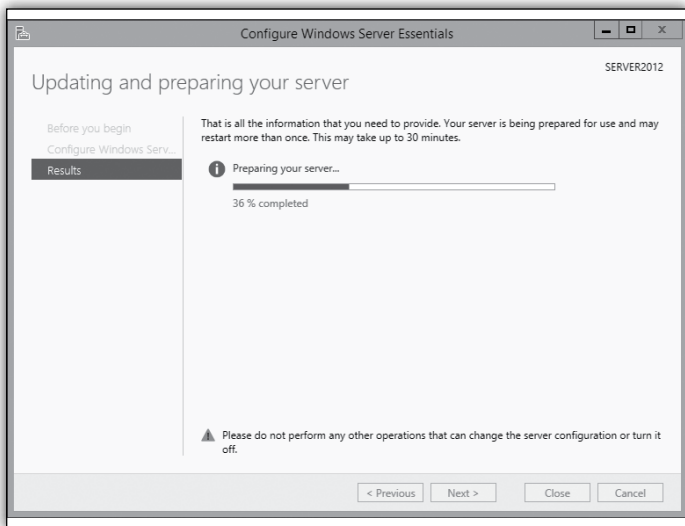 Configure Windows Server Essentials
SERVER2012
Updating and preparing your server
Before you begin
Configure Windows Serv...
Results
That is all the information that you need to provide. Your server is being prepared for use and may
restart more than once. This may take up to 30 minutes.
Preparing your server...
36 % completed
Please do not perform any other operations that can change the server configuration or turn it
off.
< Previous
Next >
Close
Cancel